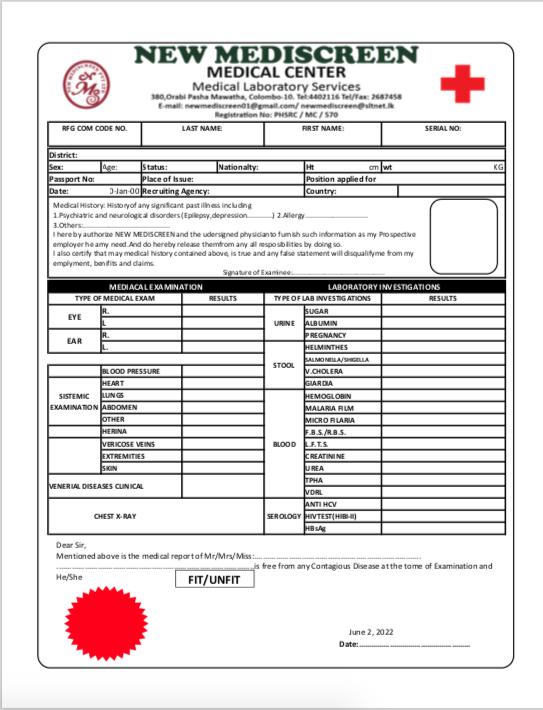 NEW MEDISCREEN
MEDICAL CENTER
Medical Laboratory Services
380,Orabi Pasha Mawatha, Colombo-10. Tel:4402116 Tel/Fax: 2687458
E-mail: newmediscreen01@gmail.com/ newmediscreen@sltnet.lk
Registration No: PHSRC / MC / 570
RFG COM CODE NO. LAST NAME: FIRST NAME: SERIAL NO:
District:
Sex: Age: Status: Nationalty: Ht cm wt KG
Passport No: Place of Issue: Position applied for
Date: 0-Jan-00 Recruiting Agency: Country:
Medical History: Historyof any significant past illness including
1.Psychiatric and neurological disorders (Epilepsy,depression............) 2.Allergy..............................
3.Others:..............................
I here by authorize NEW MEDISCREEN and the udersigned physician to furnish such information as my Prospective
employer he amy need.And do hereby release them from any all resposibilities by doing so.
I also certify that may medical history contained above, is true and any false statement will disqualifyme from my
emplyment, benifits and claims.
Signature of Examinee:..............................
MEDIACAL EXAMINATION LABORATORY INVESTIGATIONS
TYPE OF MEDICAL EXAM RESULTS TYPE OF LAB INVESTIGATIONS RESULTS
EYE R. URINE SUGAR
L ALBUMIN
EAR R. PREGNANCY
L. STOOL HELMINTHES
SALMONELLA/SHIGELLA
BLOOD PRESSURE V.CHOLERA
SISTEMIC EXAMINATION HEART GIARDIA
LUNGS BLOOD HEMOGLOBIN
ABDOMEN MALARIA FILM
OTHER MICRO FILARIA
HERINA F.B.S./R.B.S.
VERICOSE VEINS L.F.T.S.
EXTREMITIES CREATININE
SKIN UREA
VENERIAL DISEASES CLINICAL TPHA
VDRL
CHEST X-RAY SEROLOGY ANTI HCV
HIVTEST(HIBI-II)
HBsAg
Dear Sir,
Mentioned above is the medical report of Mr/Mrs/Miss:..............................
..............................is free from any Contagious Disease at the tome of Examination and
He/She FIT/UNFIT
June 2, 2022
Date:..............................